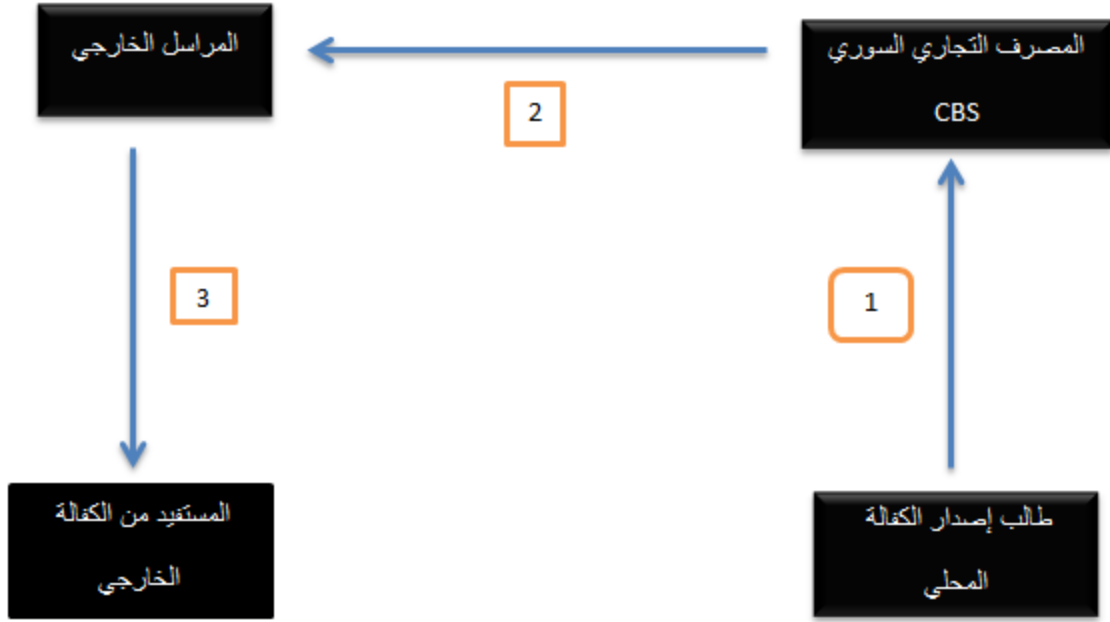 المصرف التجاري السوري
CBS
المراسل الخارجي
2
1
3
طالب إصدار الكفالة
المحلي
المستفيد من الكفالة
الخارجي